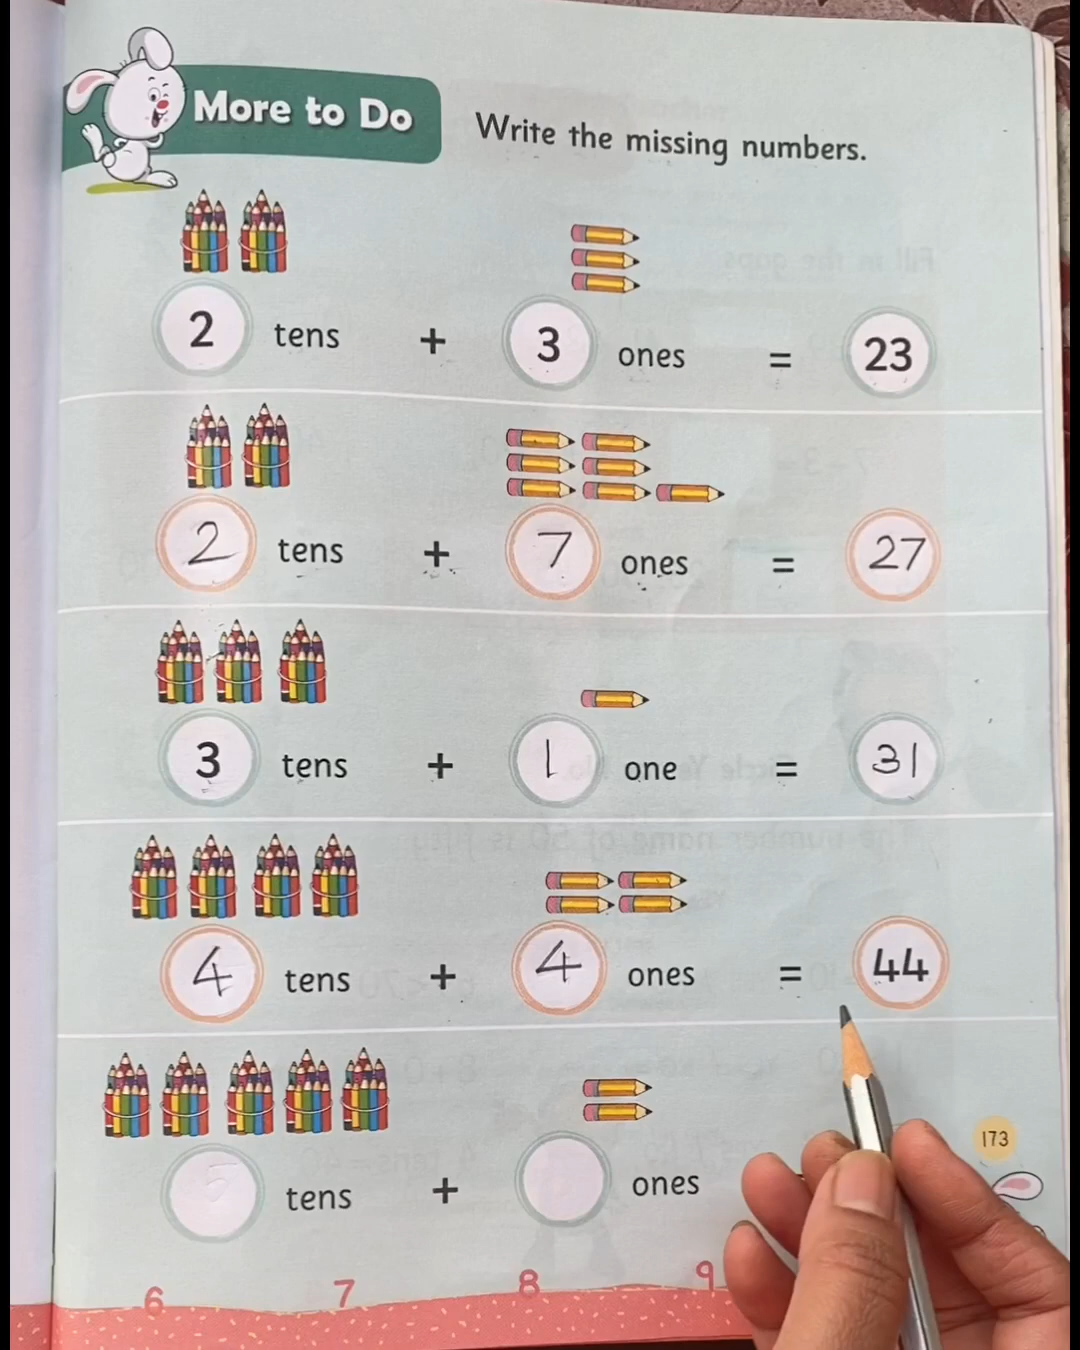 More to Do
Write the missing numbers.
2 tens + 3 ones = 23
2 tens + 7 ones = 27
3 tens + 1 one = 31
4 tens + 4 ones = 44
173
tens + ones
6 7 8 9